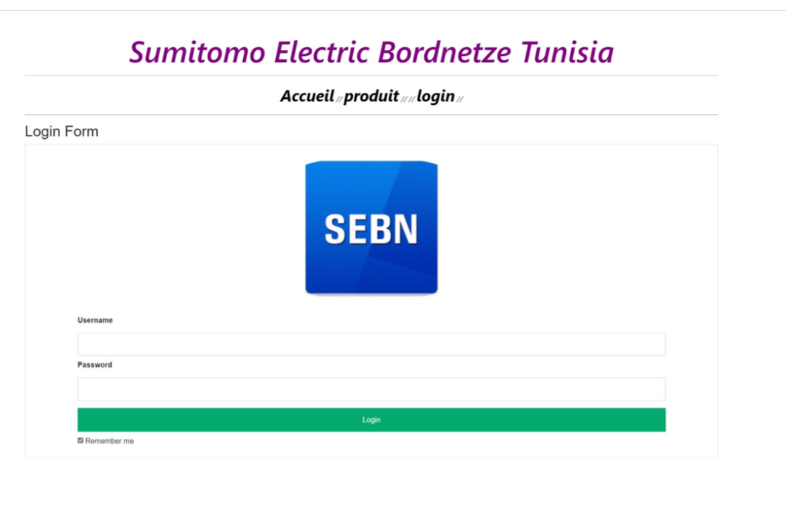 Sumitomo Electric Bordnetze Tunisia
Accueil // produit // // login //
Login Form
SEBN
Username
Password
Login
Remember me